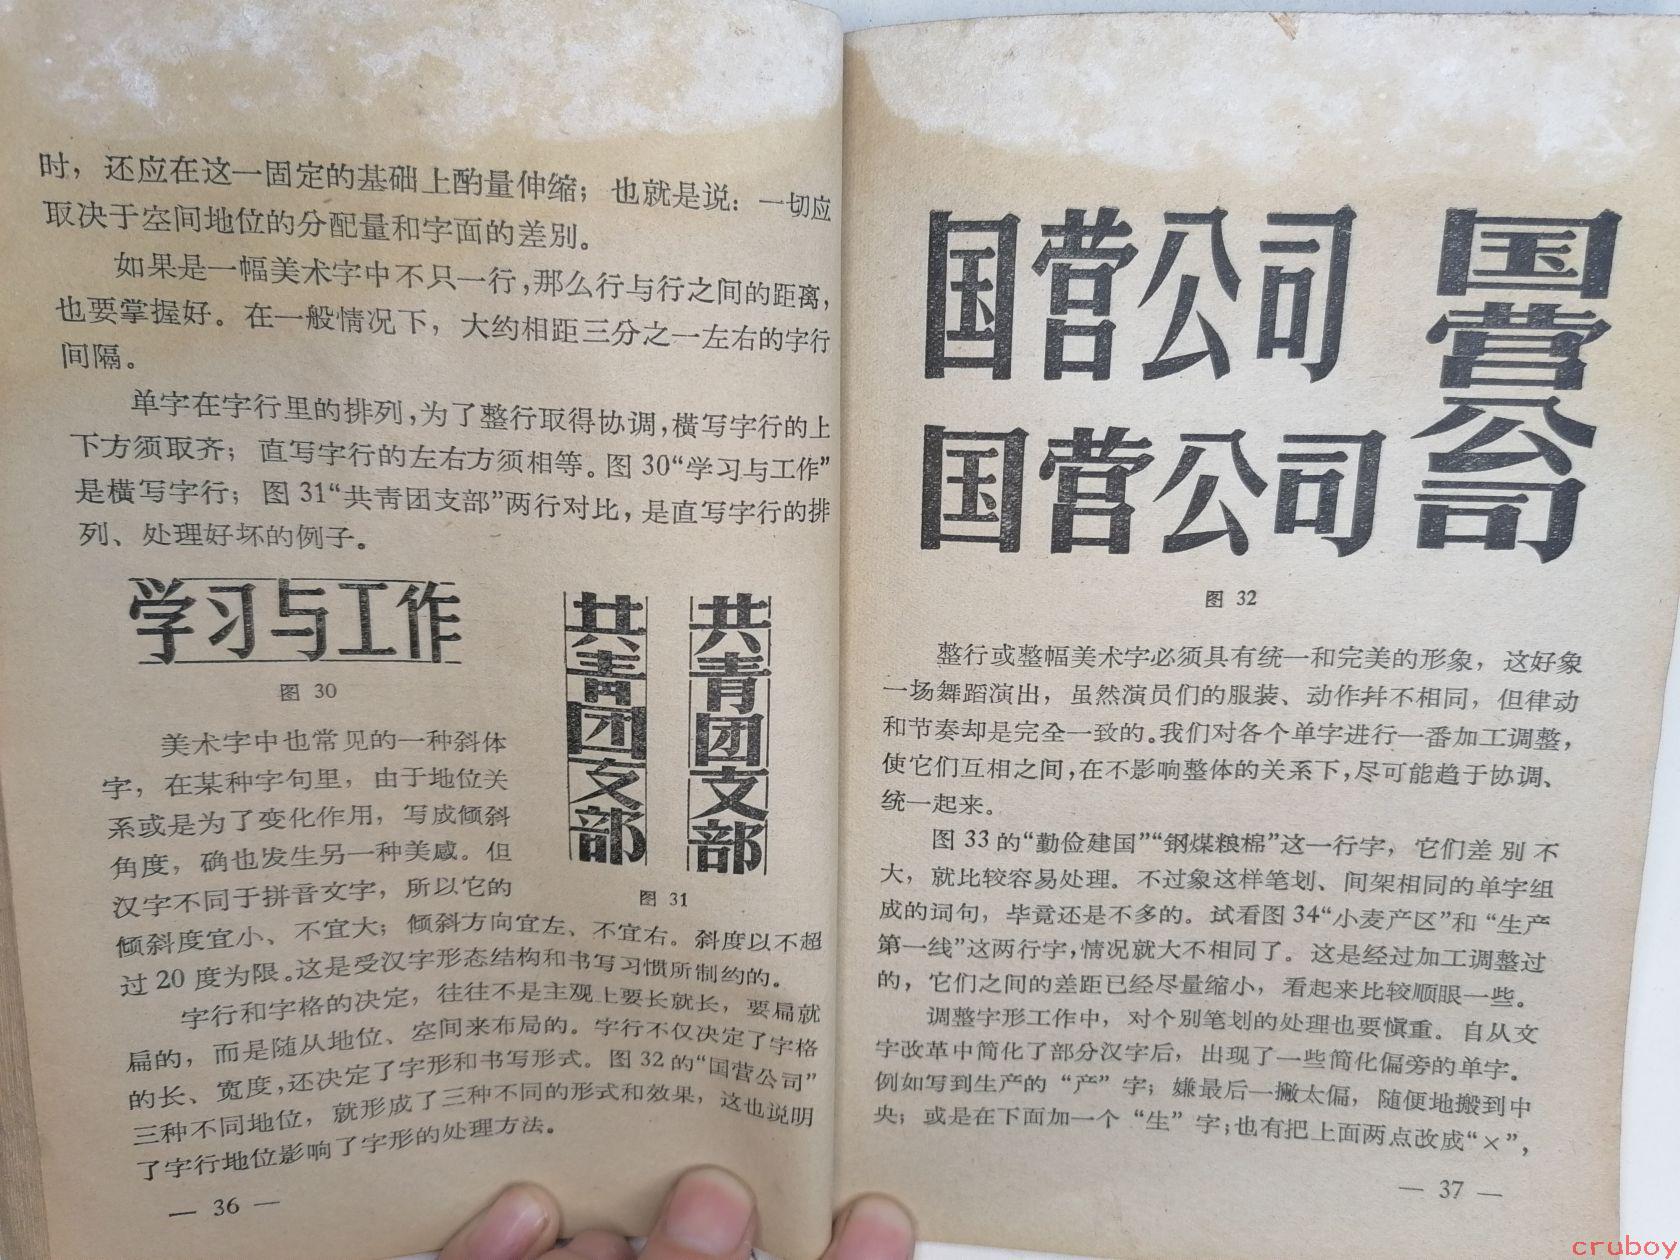 时，还应在这一固定的基础上酌量伸缩；也就是说：一切应
取决于空间地位的分配量和字面的差别。
如果是一幅美术字中不只一行，那么行与行之间的距离，
也要掌握好。在一般情况下，大约相距三分之一左右的字行
间隔。
单字在字行里的排列，为了整行取得协调，横写字行的上
下方须取齐；直写字行的左右方须相等。图 30“学习与工作”
是横写字行；图 31“共青团支部”两行对比，是直写字行的排
列、处理好坏的例子。
学习与工作
图 30
共青团支部
共青团支部
图 31
美术字中也常见的一种斜体
字，在某种字句里，由于地位关
系或是为了变化作用，写成倾斜
角度，确也发生另一种美感。但
汉字不同于拼音文字，所以它的
倾斜度宜小、不宜大；倾斜方向宜左、不宜右。斜度以不超
过 20 度为限。这是受汉字形态结构和书写习惯所制约的。
字行和字格的决定，往往不是主观上要长就长，要扁就
扁的，而是随从地位、空间来布局的。字行不仅决定了字格
的长、宽度，还决定了字形和书写形式。图 32 的“国营公司”
三种不同地位，就形成了三种不同的形式和效果，这也说明
了字行地位影响了字形的处理方法。
— 36 —
国营公司
国营公司
国营公司
图 32
整行或整幅美术字必须具有统一和完美的形象，这好象
一场舞蹈演出，虽然演员们的服装、动作并不相同，但律动
和节奏却是完全一致的。我们对各个单字进行一番加工调整，
使它们互相之间，在不影响整体的关系下，尽可能趋于协调、
统一起来。
图 33 的“勤俭建国”“钢煤粮棉”这一行字，它们差别不
大，就比较容易处理。不过象这样笔划、间架相同的单字组
成的词句，毕竟还是不多的。试看图 34“小麦产区”和“生产
第一线”这两行字，情况就大不相同了。这是经过加工调整过
的，它们之间的差距已经尽量缩小，看起来比较顺眼一些。
调整字形工作中，对个别笔划的处理也要慎重。自从文
字改革中简化了部分汉字后，出现了一些简化偏旁的单字。
例如写到生产的“产”字；嫌最后一撇太偏，随便地搬到中
央；或是在下面加一个“生”字；也有把上面两点改成“×”，
— 37 —
cruboy